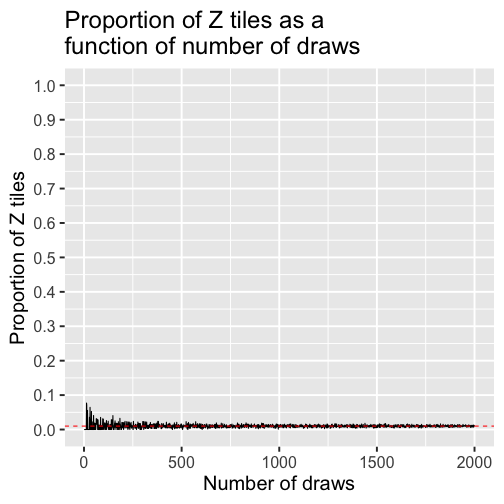 Proportion of Z tiles as a
function of number of draws
Proportion of Z tiles
1.0
0.9
0.8
0.7
0.6
0.5
0.4
0.3
0.2
0.1
0.0
0 500 1000 1500 2000
Number of draws